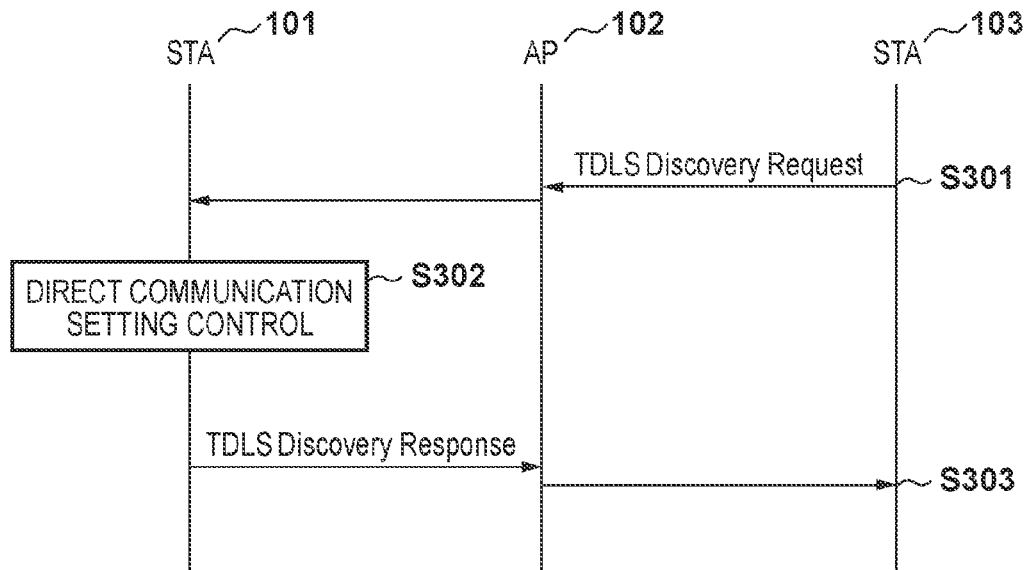 101
102
103
STA
AP
STA
TDLS Discovery Request
S301
S302
DIRECT COMMUNICATION
SETTING CONTROL
TDLS Discovery Response
S303